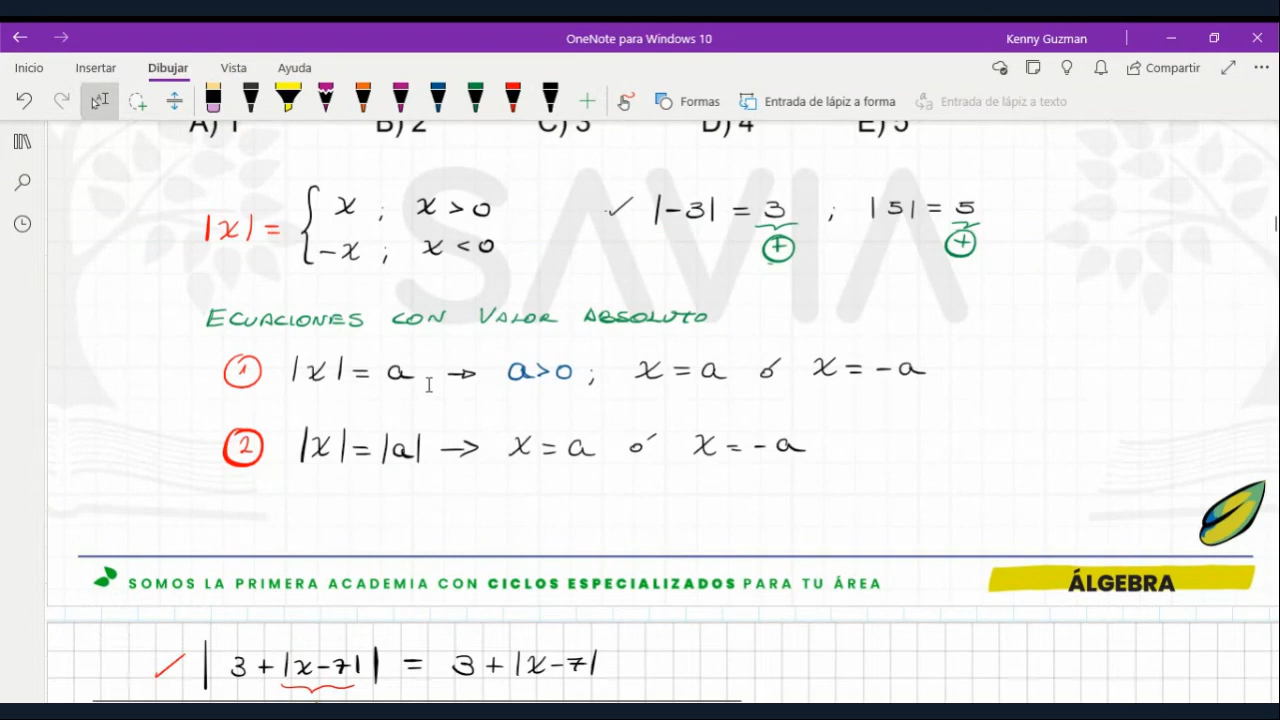 OneNote para Windows 10
Kenny Guzman
Inicio Insertar Dibujar Vista Ayuda
Compartir
Formas Entrada de lápiz a forma Entrada de lápiz a texto
A) 1 B) 2 C) 3 D) 4 E) 5
SAVIA
|x| = { x ; x > 0
-x ; x < 0
✓ |-3| = 3 ; |5| = 5
+ +
ECUACIONES CON VALOR ABSOLUTO
1 |x| = a → a>0 ; x = a ó x = -a
2 |x| = |a| → x = a ó x = -a
SOMOS LA PRIMERA ACADEMIA CON CICLOS ESPECIALIZADOS PARA TU ÁREA
ÁLGEBRA
| 3 + |x-7| | = 3 + |x-7|